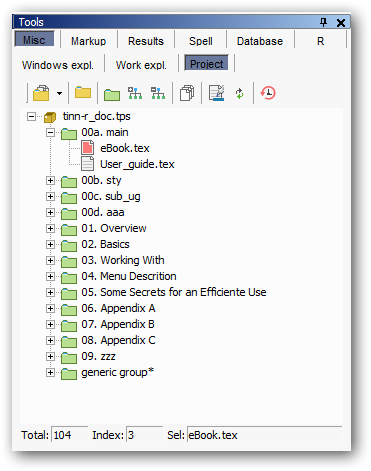 Tools
Misc Markup Results Spell Database R
Windows expl. Work expl. Project
tinn-r_doc.tps
00a. main
eBook.tex
User_guide.tex
00b. sty
00c. sub_ug
00d. aaa
01. Overview
02. Basics
03. Working With
04. Menu Descrition
05. Some Secrets for an Efficiente Use
06. Appendix A
07. Appendix B
08. Appendix C
09. zzz
generic group*
Total: 104 Index: 3 Sel: eBook.tex